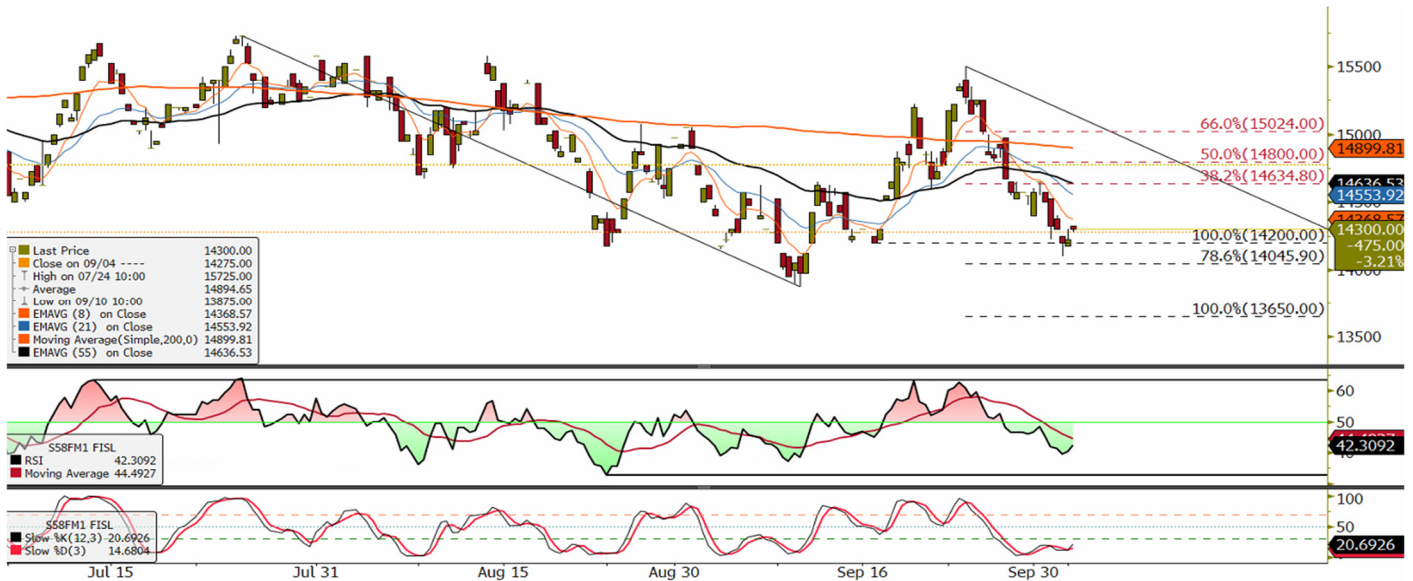 15500
66.0%(15024.00)
15000
14899.81
50.0%(14800.00)
38.2%(14634.80)
14636.53
14553.92
14368.57
14300.00
-475.00
-3.21%
100.0%(14200.00)
78.6%(14045.90)
100.0%(13650.00)
13500
Last Price 14300.00
Close on 09/04 ---- 14275.00
High on 07/24 10:00 15725.00
Average 14894.65
Low on 09/10 10:00 13875.00
EMAVG (8) on Close 14368.57
EMAVG (21) on Close 14553.92
Moving Average(Simple,200,0) 14899.81
EMAVG (55) on Close 14636.53
60
50
42.3092
S58FM1 FISL
RSI 42.3092
Moving Average 44.4927
100
50
20.6926
S58FM1 FISL
Slow %K(12,3) 20.6926
Slow %D(3) 14.6804
Jul 15 Jul 31 Aug 15 Aug 30 Sep 16 Sep 30